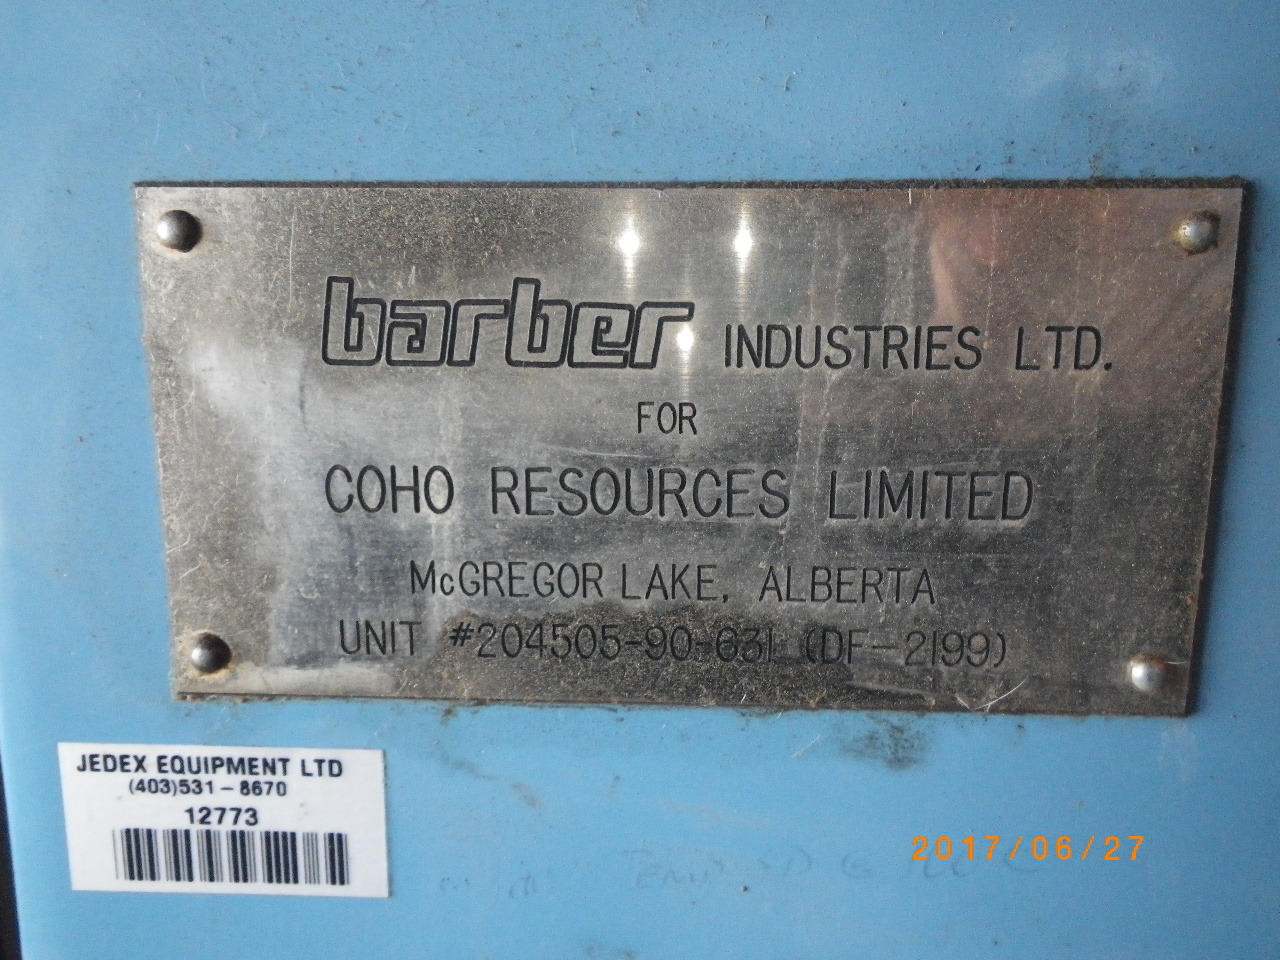 barber INDUSTRIES LTD.
FOR
COHO RESOURCES LIMITED
McGREGOR LAKE, ALBERTA
UNIT #204505-90-631 (DF-2199)
JEDEX EQUIPMENT LTD
(403)531-8670
12773
2017/06/27